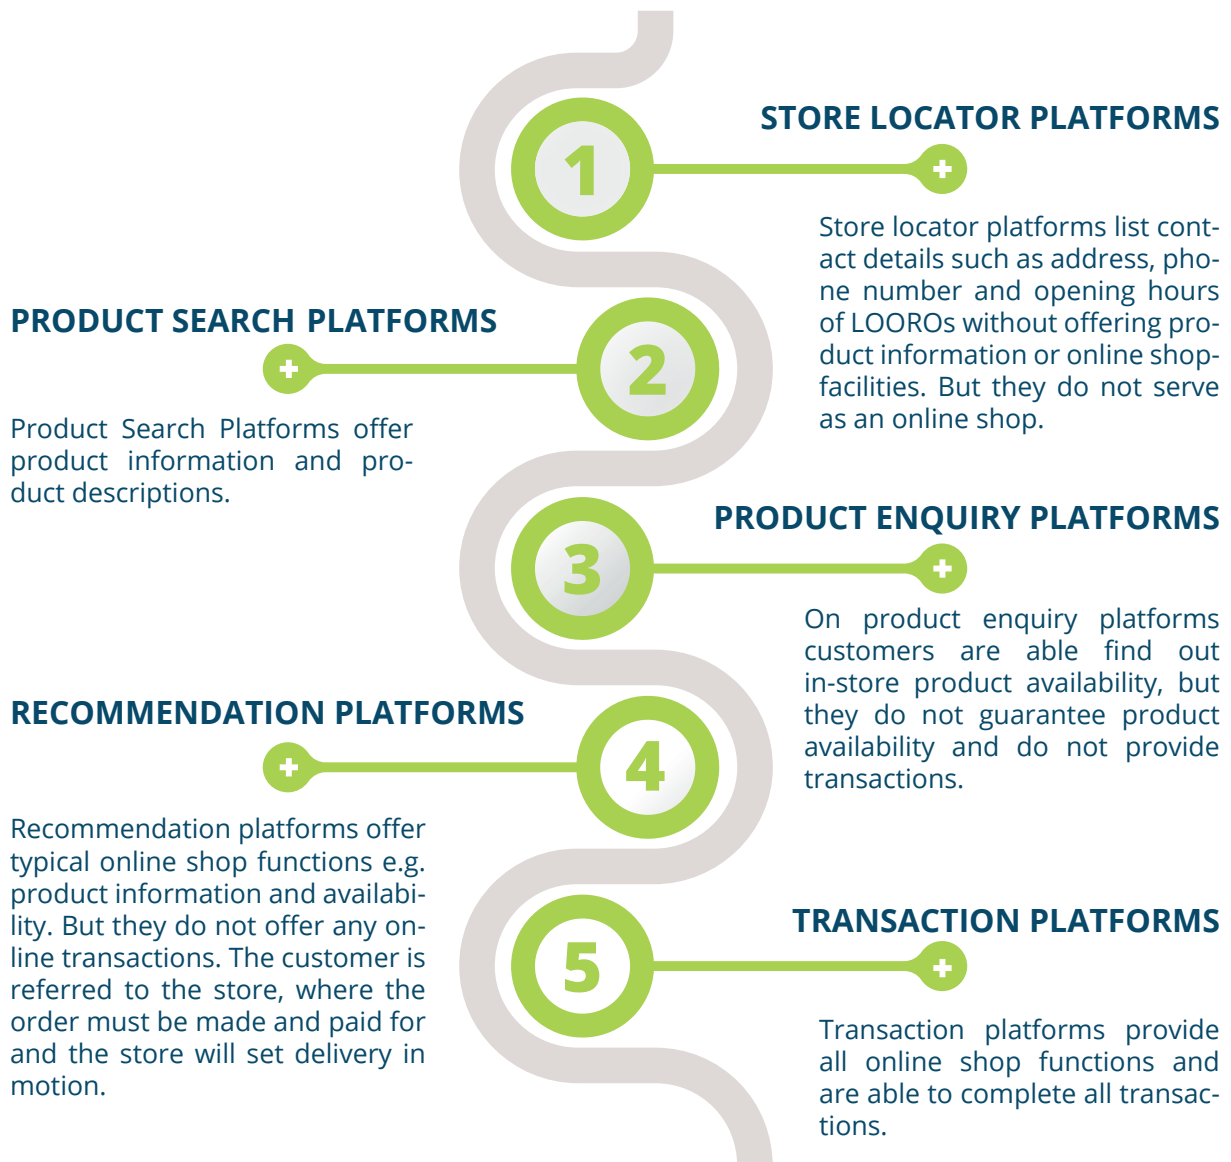 1
STORE LOCATOR PLATFORMS
Store locator platforms list cont-
act details such as address, pho-
ne number and opening hours
of LOOROs without offering pro-
duct information or online shop-
facilities. But they do not serve
as an online shop.
PRODUCT SEARCH PLATFORMS
2
Product Search Platforms offer
product information and pro-
duct descriptions.
3
PRODUCT ENQUIRY PLATFORMS
On product enquiry platforms
customers are able find out
in-store product availability, but
they do not guarantee product
availability and do not provide
transactions.
RECOMMENDATION PLATFORMS
4
Recommendation platforms offer
typical online shop functions e.g.
product information and availabi-
lity. But they do not offer any on-
line transactions. The customer is
referred to the store, where the
order must be made and paid for
and the store will set delivery in
motion.
5
TRANSACTION PLATFORMS
Transaction platforms provide
all online shop functions and
are able to complete all transac-
tions.